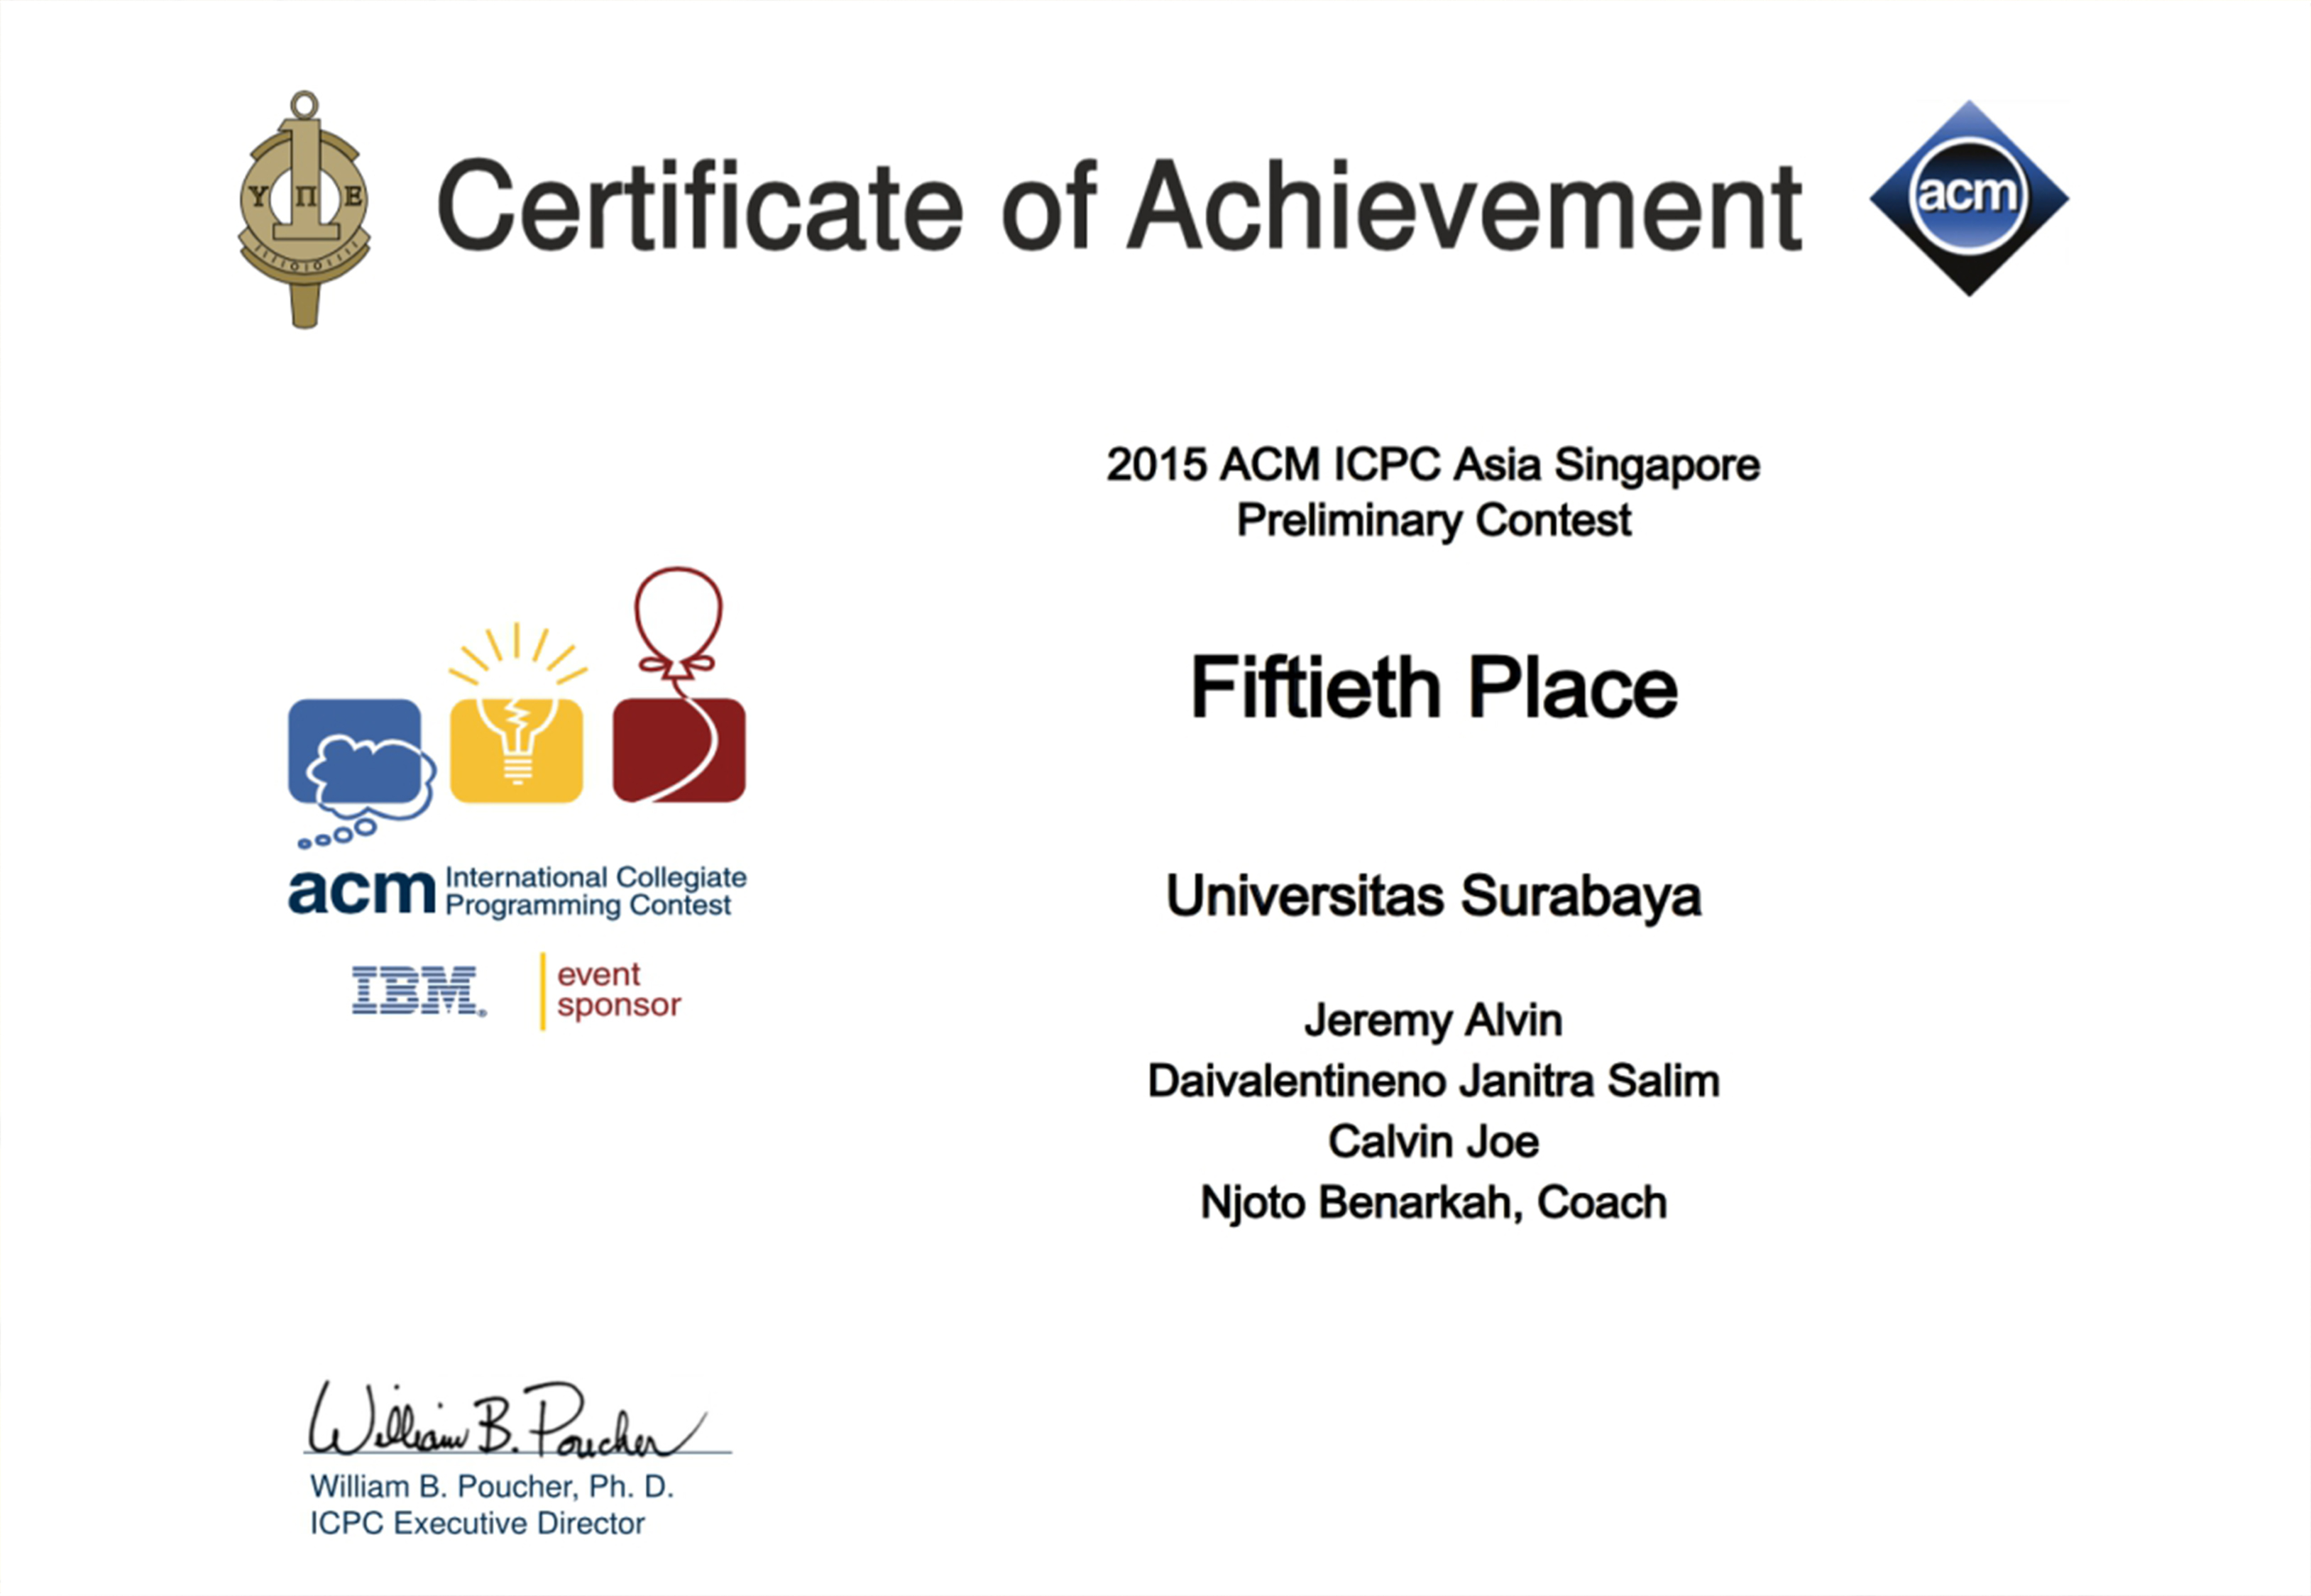 Certificate of Achievement
Υ Π Ε
acm
2015 ACM ICPC Asia Singapore
Preliminary Contest
Fiftieth Place
Universitas Surabaya
Jeremy Alvin
Daivalentineno Janitra Salim
Calvin Joe
Njoto Benarkah, Coach
acm International Collegiate
Programming Contest
IBM® event
sponsor
William B. Poucher
William B. Poucher, Ph. D.
ICPC Executive Director